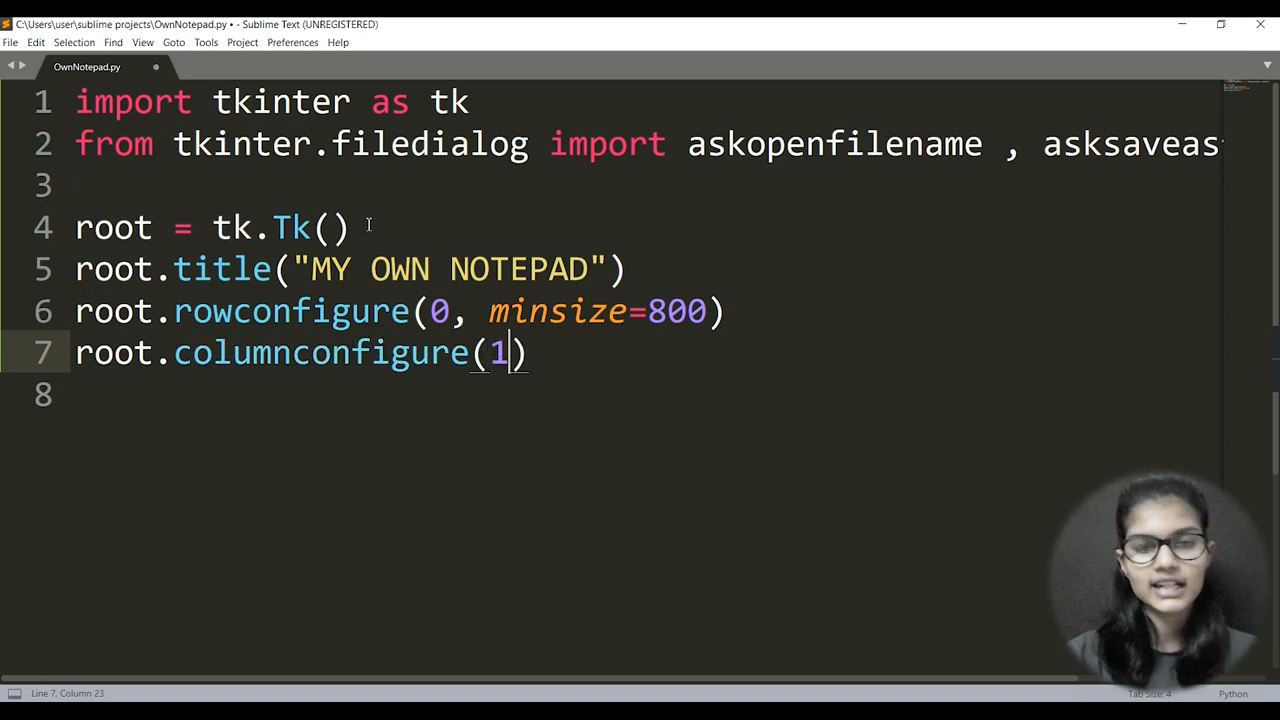 C:\Users\user\sublime projects\OwnNotepad.py • - Sublime Text (UNREGISTERED)
File Edit Selection Find View Goto Tools Project Preferences Help
OwnNotepad.py
1 import tkinter as tk
2 from tkinter.filedialog import askopenfilename , asksaveas
3
4 root = tk.Tk()
5 root.title("MY OWN NOTEPAD")
6 root.rowconfigure(0, minsize=800)
7 root.columnconfigure(1)
8
Line 7, Column 23
Tab Size: 4
Python